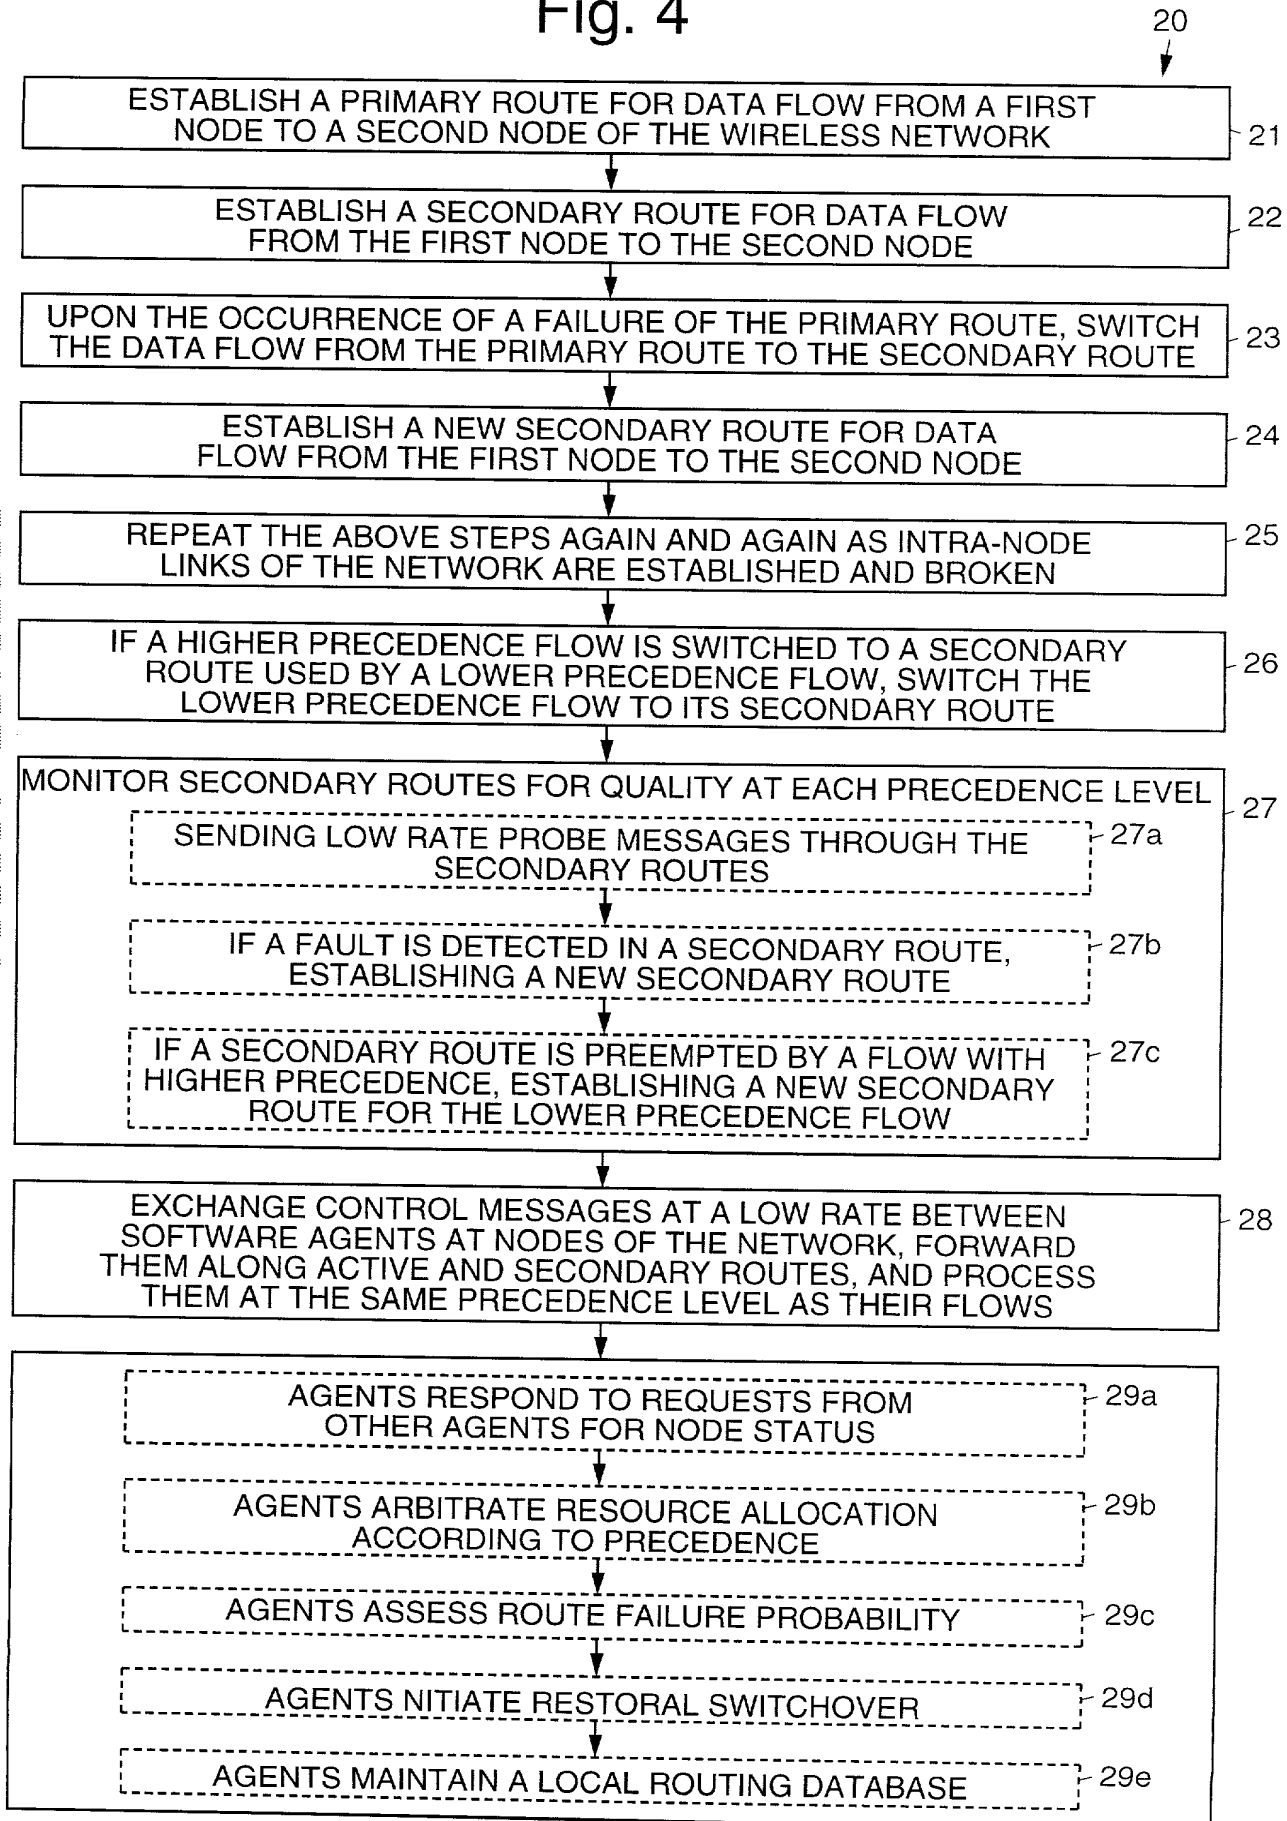 Fig. 4
20
ESTABLISH A PRIMARY ROUTE FOR DATA FLOW FROM A FIRST
NODE TO A SECOND NODE OF THE WIRELESS NETWORK
21
ESTABLISH A SECONDARY ROUTE FOR DATA FLOW
FROM THE FIRST NODE TO THE SECOND NODE
22
UPON THE OCCURRENCE OF A FAILURE OF THE PRIMARY ROUTE, SWITCH
THE DATA FLOW FROM THE PRIMARY ROUTE TO THE SECONDARY ROUTE
23
ESTABLISH A NEW SECONDARY ROUTE FOR DATA
FLOW FROM THE FIRST NODE TO THE SECOND NODE
24
REPEAT THE ABOVE STEPS AGAIN AND AGAIN AS INTRA-NODE
LINKS OF THE NETWORK ARE ESTABLISHED AND BROKEN
25
IF A HIGHER PRECEDENCE FLOW IS SWITCHED TO A SECONDARY
ROUTE USED BY A LOWER PRECEDENCE FLOW, SWITCH THE
LOWER PRECEDENCE FLOW TO ITS SECONDARY ROUTE
26
MONITOR SECONDARY ROUTES FOR QUALITY AT EACH PRECEDENCE LEVEL
27
SENDING LOW RATE PROBE MESSAGES THROUGH THE
SECONDARY ROUTES
27a
IF A FAULT IS DETECTED IN A SECONDARY ROUTE,
ESTABLISHING A NEW SECONDARY ROUTE
27b
IF A SECONDARY ROUTE IS PREEMPTED BY A FLOW WITH
HIGHER PRECEDENCE, ESTABLISHING A NEW SECONDARY
ROUTE FOR THE LOWER PRECEDENCE FLOW
27c
EXCHANGE CONTROL MESSAGES AT A LOW RATE BETWEEN
SOFTWARE AGENTS AT NODES OF THE NETWORK, FORWARD
THEM ALONG ACTIVE AND SECONDARY ROUTES, AND PROCESS
THEM AT THE SAME PRECEDENCE LEVEL AS THEIR FLOWS
28
AGENTS RESPOND TO REQUESTS FROM
OTHER AGENTS FOR NODE STATUS
29a
AGENTS ARBITRATE RESOURCE ALLOCATION
ACCORDING TO PRECEDENCE
29b
AGENTS ASSESS ROUTE FAILURE PROBABILITY
29c
AGENTS NITIATE RESTORAL SWITCHOVER
29d
AGENTS MAINTAIN A LOCAL ROUTING DATABASE
29e